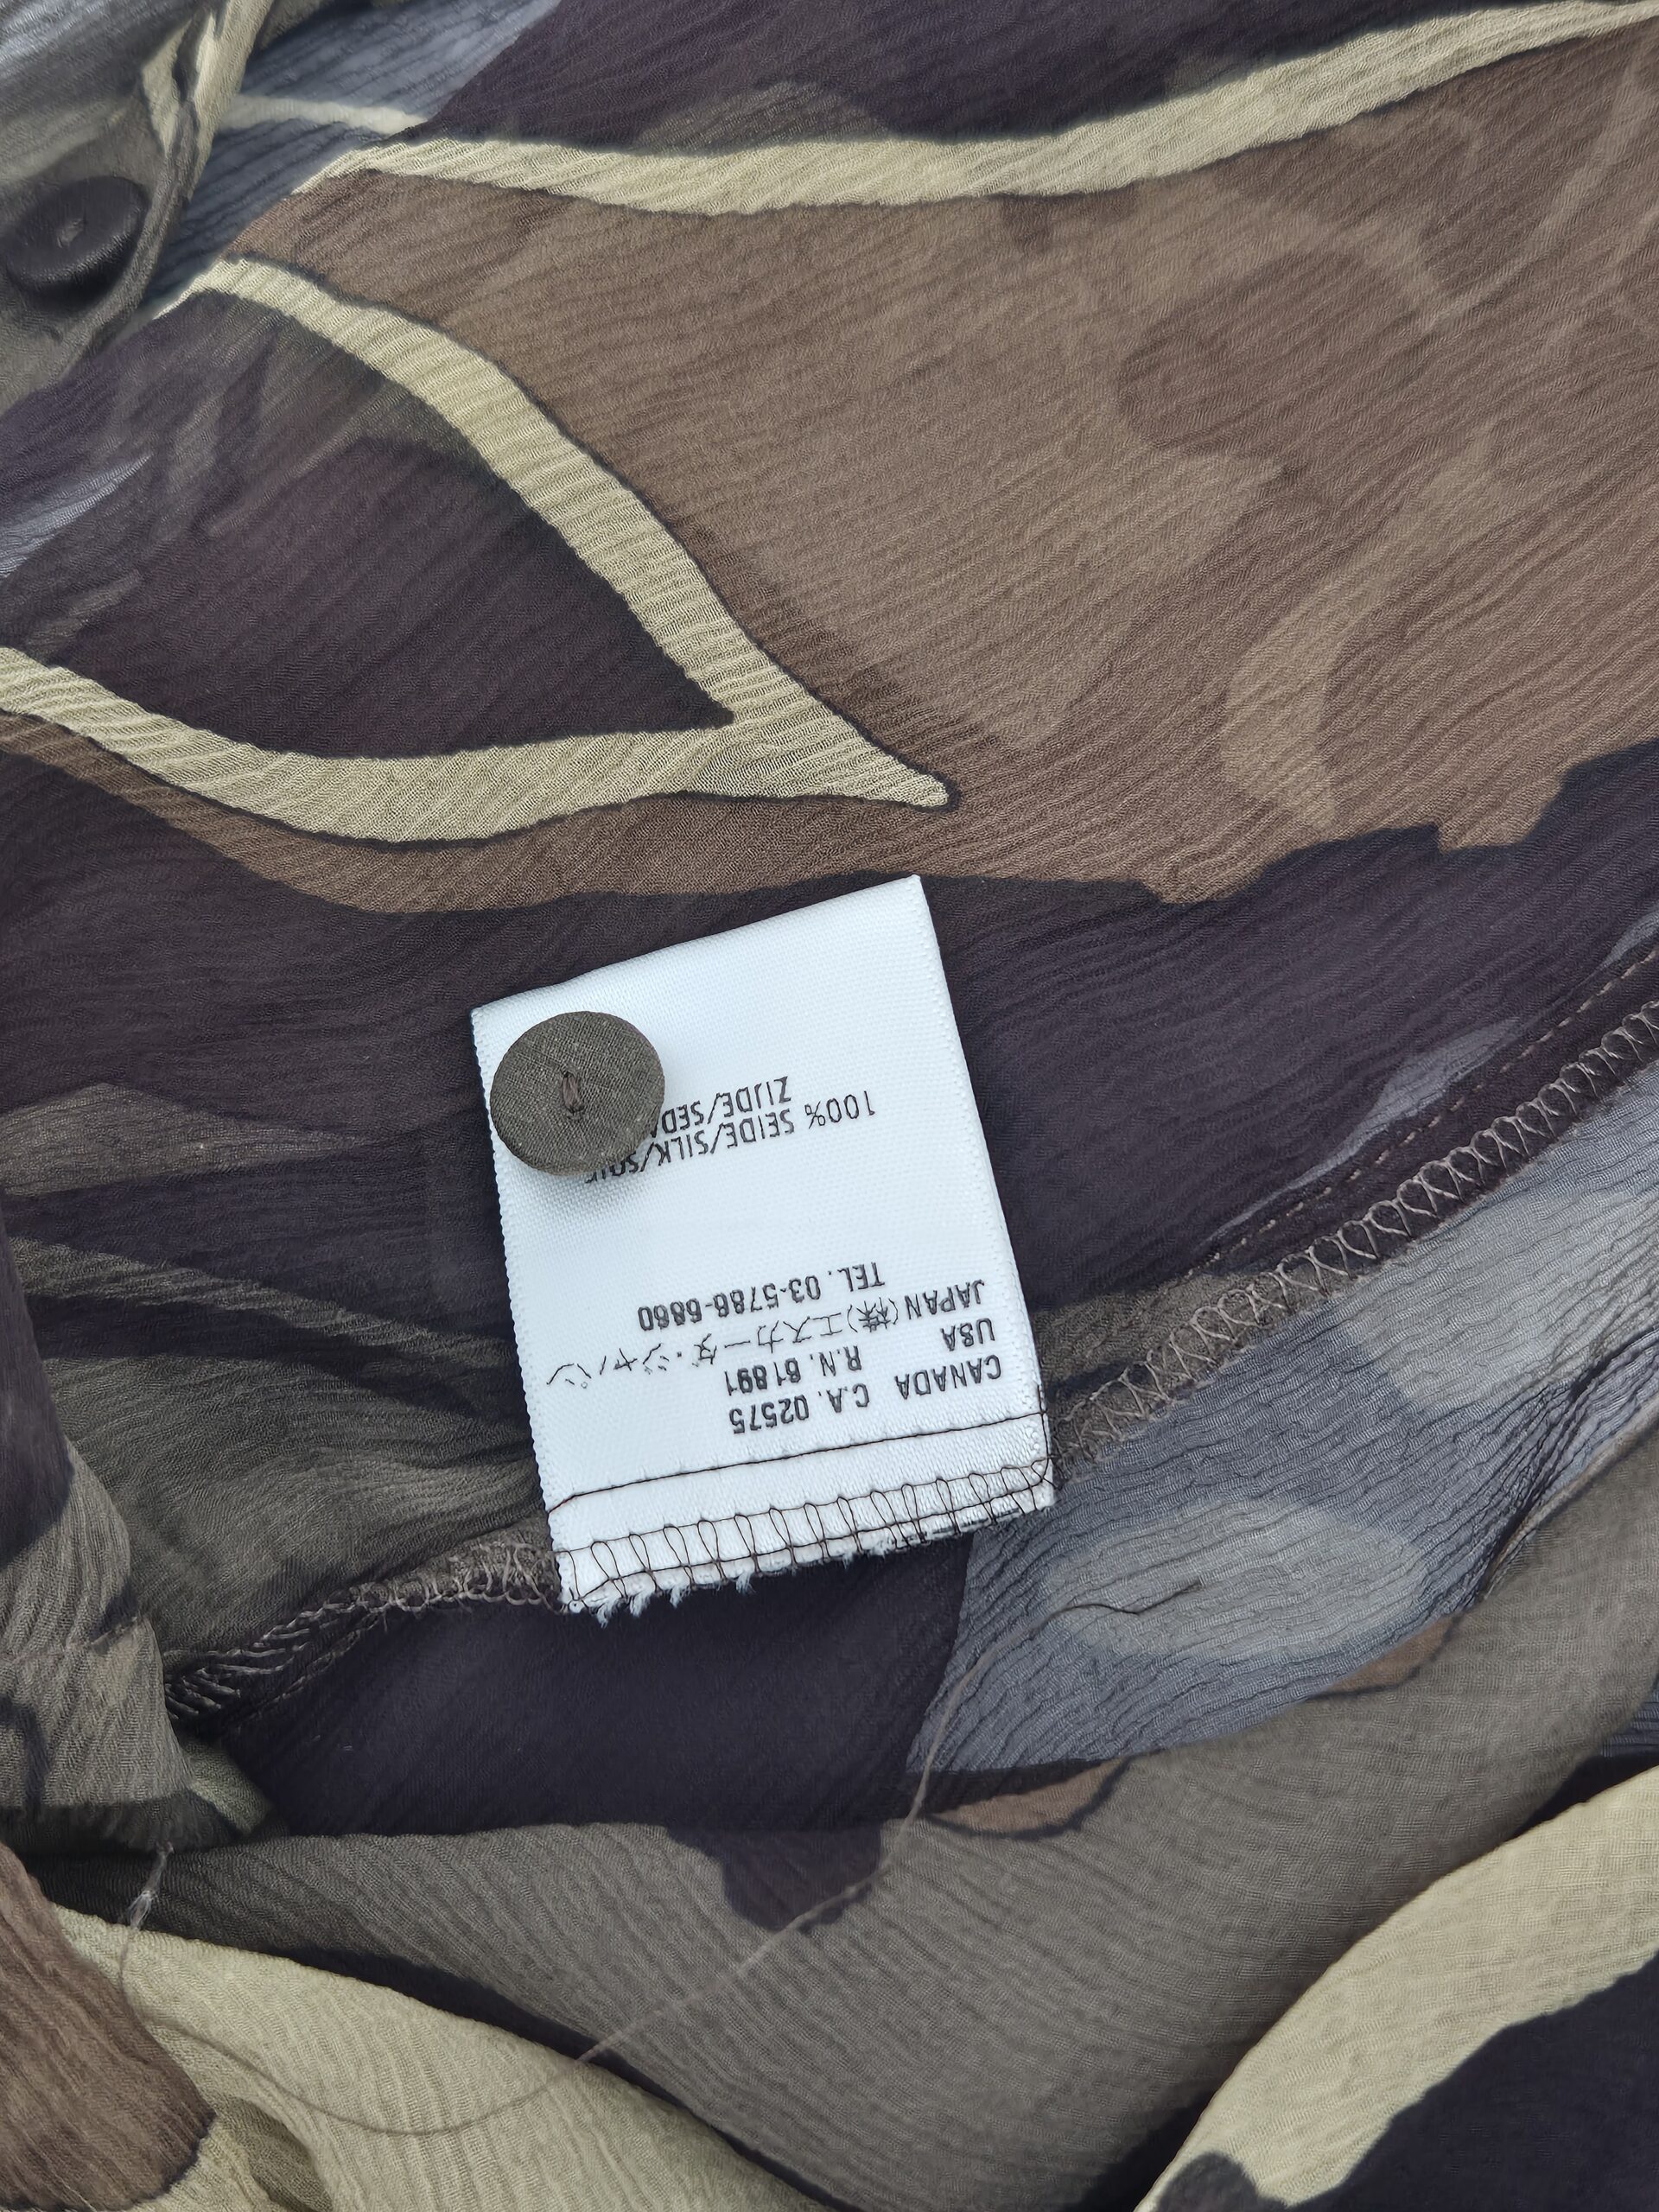 CANADA C.A. 02575
USA R.N. 61891
JAPAN(株)エスカーダ・ジャパン
TEL. 03-5786-6860
100% SEIDE/SILK/SOIE
ZIJDE/SEDA